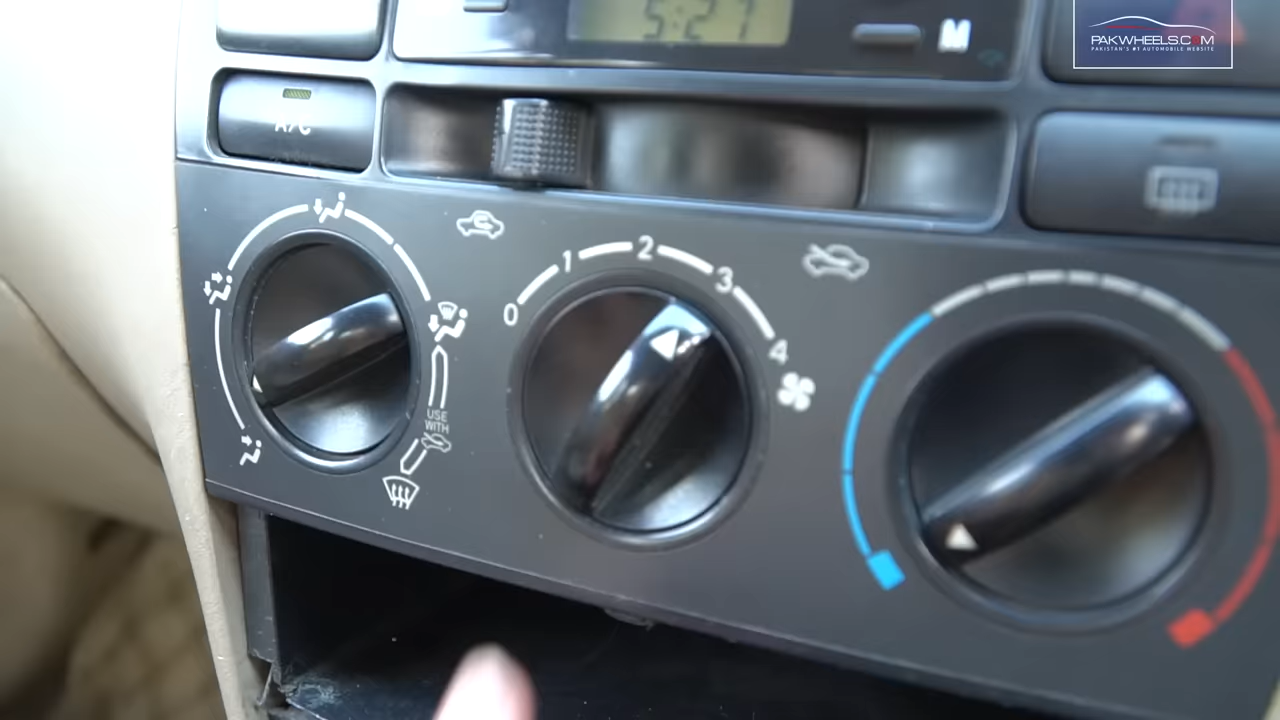 5:27
M
PAKWHEELS.COM
PAKISTAN'S #1 AUTOMOBILE WEBSITE
A/C
0 1 2 3 4
USE
WITH